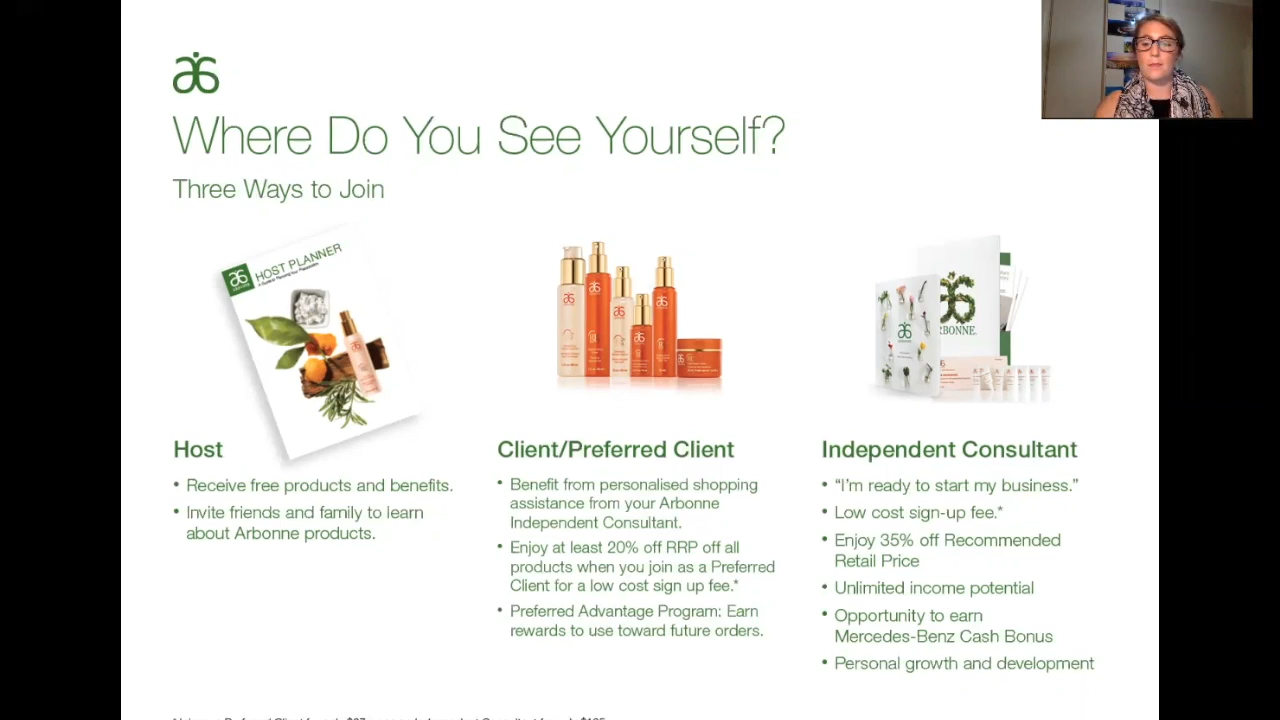 Where Do You See Yourself?
Three Ways to Join
HOST PLANNER
ARBONNE.
Host
• Receive free products and benefits.
• Invite friends and family to learn
about Arbonne products.
Client/Preferred Client
• Benefit from personalised shopping
assistance from your Arbonne
Independent Consultant.
• Enjoy at least 20% off RRP off all
products when you join as a Preferred
Client for a low cost sign up fee.*
• Preferred Advantage Program: Earn
rewards to use toward future orders.
Independent Consultant
• “I’m ready to start my business.”
• Low cost sign-up fee.*
• Enjoy 35% off Recommended
Retail Price
• Unlimited income potential
• Opportunity to earn
Mercedes-Benz Cash Bonus
• Personal growth and development